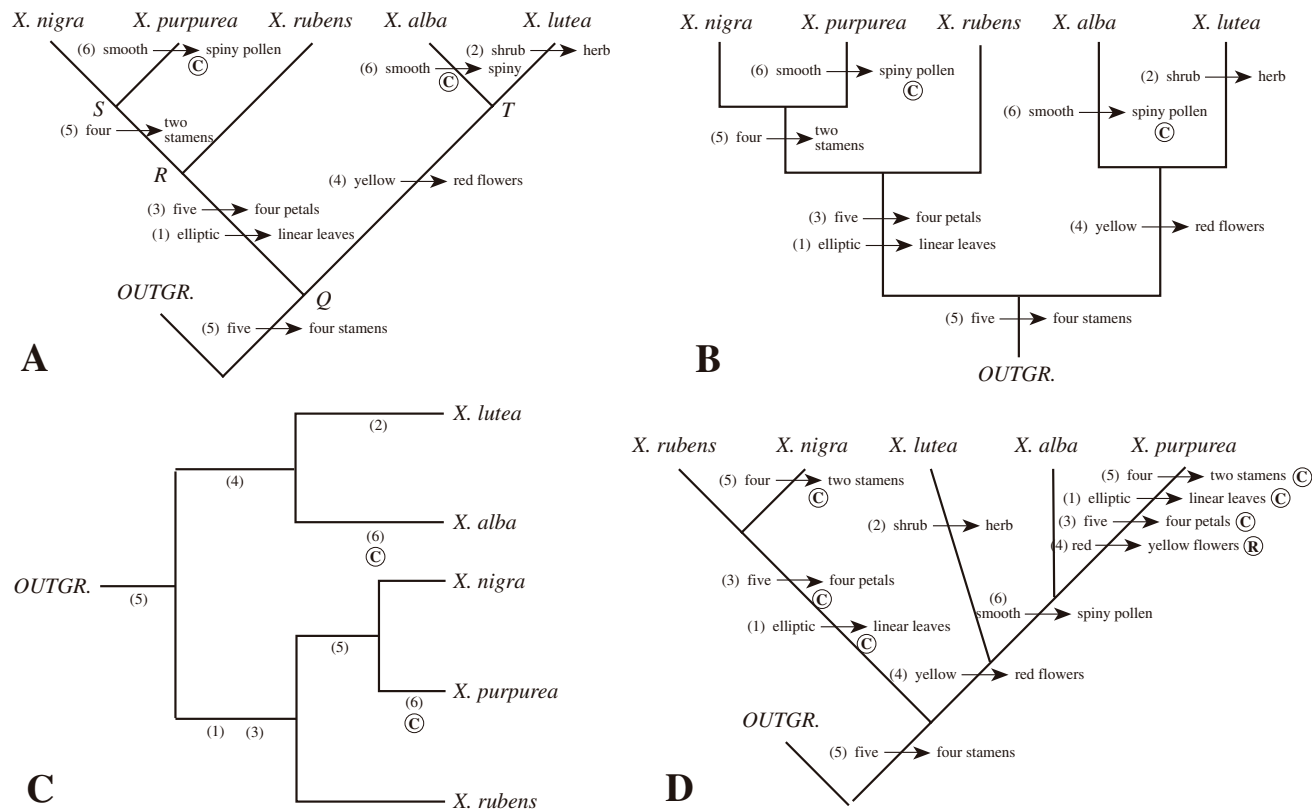 X. nigra X. purpurea X. rubens X. alba X. lutea
(6) smooth spiny pollen
C
(2) shrub herb
(6) smooth spiny
C
S
T
(5) four two
stamens
R
(4) yellow red flowers
(3) five four petals
(1) elliptic linear leaves
OUTGR.
Q
(5) five four stamens
A
X. nigra X. purpurea X. rubens X. alba X. lutea
(6) smooth spiny pollen
C
(2) shrub herb
(6) smooth spiny pollen
C
(5) four two
stamens
(3) five four petals
(1) elliptic linear leaves
(4) yellow red flowers
(5) five four stamens
OUTGR.
B
X. lutea
(2)
(4)
X. alba
(6)
C
OUTGR.
(5)
X. nigra
(5)
X. purpurea
(6)
C
(1) (3)
X. rubens
C
X. rubens X. nigra X. lutea X. alba X. purpurea
(5) four two stamens
C
(5) four two stamens C
(1) elliptic linear leaves C
(3) five four petals C
(4) red yellow flowers R
(2) shrub herb
(3) five four petals
C
(1) elliptic linear leaves
C
(6)
smooth spiny pollen
(4) yellow red flowers
OUTGR.
(5) five four stamens
D